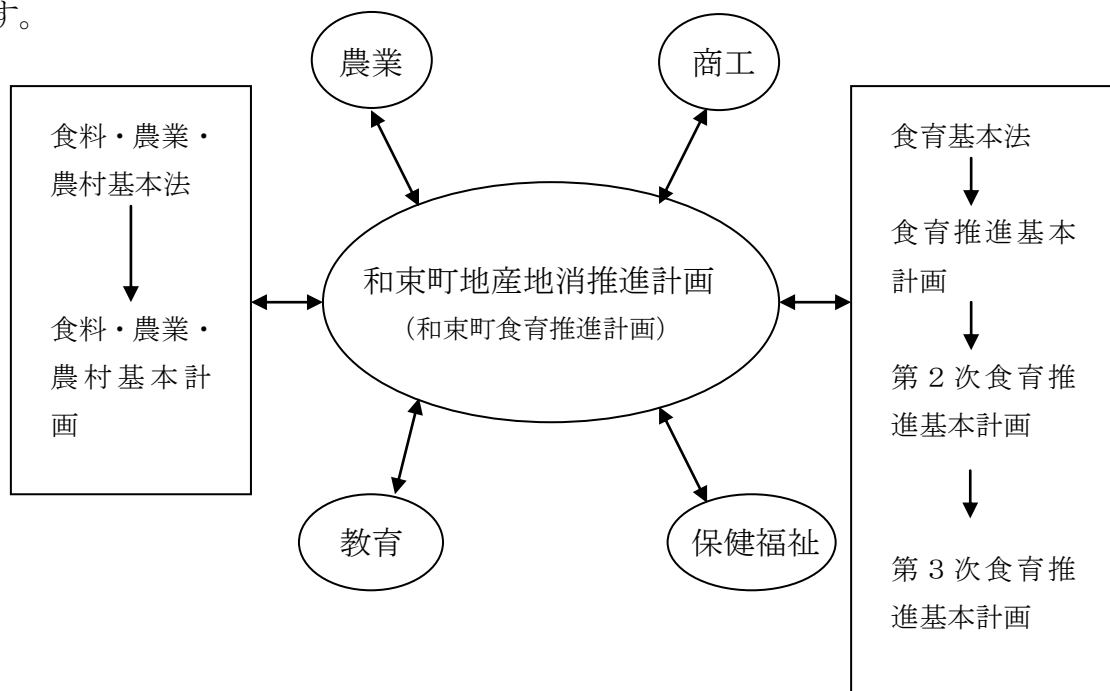 す。
農業
商工
食料・農業・
農村基本法
食料・農業・
農村基本計
画
和束町地産地消推進計画
（和束町食育推進計画）
食育基本法
食育推進基本
計画
第２次食育推
進基本計画
第３次食育推
進基本計画
教育
保健福祉